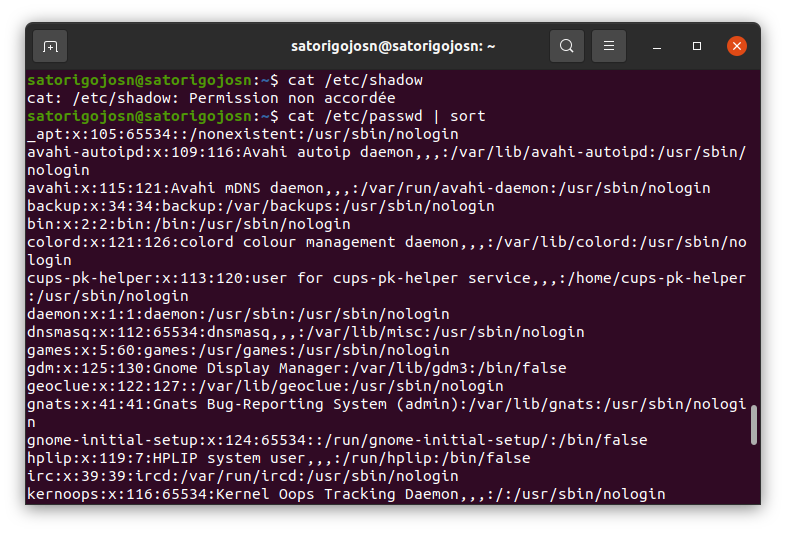 satorigojosn@satorigojosn: ~
satorigojosn@satorigojosn:~$ cat /etc/shadow
cat: /etc/shadow: Permission non accordée
satorigojosn@satorigojosn:~$ cat /etc/passwd | sort
_apt:x:105:65534::/nonexistent:/usr/sbin/nologin
avahi-autoipd:x:109:116:Avahi autoip daemon,,,:/var/lib/avahi-autoipd:/usr/sbin/
nologin
avahi:x:115:121:Avahi mDNS daemon,,,:/var/run/avahi-daemon:/usr/sbin/nologin
backup:x:34:34:backup:/var/backups:/usr/sbin/nologin
bin:x:2:2:bin:/bin:/usr/sbin/nologin
colord:x:121:126:colord colour management daemon,,,:/var/lib/colord:/usr/sbin/no
login
cups-pk-helper:x:113:120:user for cups-pk-helper service,,,:/home/cups-pk-helper
:/usr/sbin/nologin
daemon:x:1:1:daemon:/usr/sbin:/usr/sbin/nologin
dnsmasq:x:112:65534:dnsmasq,,,:/var/lib/misc:/usr/sbin/nologin
games:x:5:60:games:/usr/games:/usr/sbin/nologin
gdm:x:125:130:Gnome Display Manager:/var/lib/gdm3:/bin/false
geoclue:x:122:127::/var/lib/geoclue:/usr/sbin/nologin
gnats:x:41:41:Gnats Bug-Reporting System (admin):/var/lib/gnats:/usr/sbin/nologi
n
gnome-initial-setup:x:124:65534::/run/gnome-initial-setup/:/bin/false
hplip:x:119:7:HPLIP system user,,,:/run/hplip:/bin/false
irc:x:39:39:ircd:/var/run/ircd:/usr/sbin/nologin
kernoops:x:116:65534:Kernel Oops Tracking Daemon,,,:/:/usr/sbin/nologin